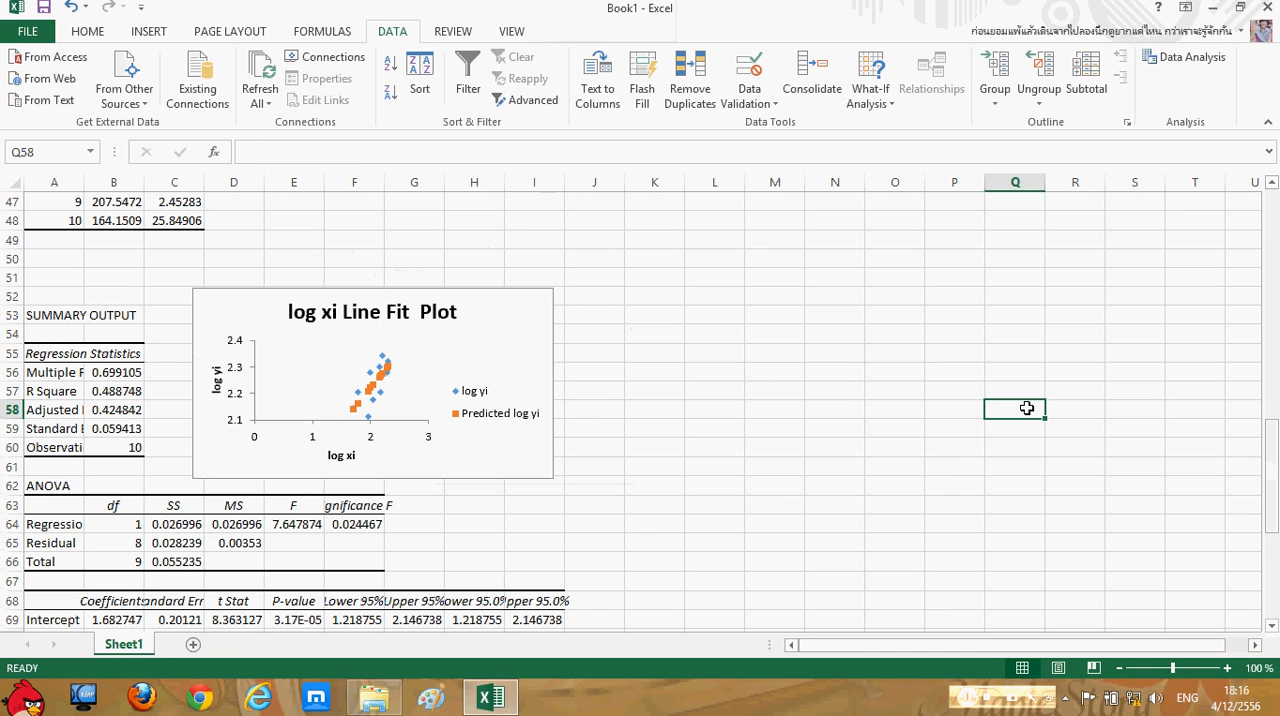 Book1 - Excel
FILE HOME INSERT PAGE LAYOUT FORMULAS DATA REVIEW VIEW
From Access
From Web
From Text
From Other Sources
Existing Connections
Get External Data
Refresh All
Connections
Properties
Edit Links
Connections
Sort
Filter
Clear
Reapply
Advanced
Sort & Filter
Text to Columns
Flash Fill
Remove Duplicates
Data Validation
Consolidate
What-If Analysis
Relationships
Data Tools
Group
Ungroup
Subtotal
Outline
Data Analysis
Analysis
Q58
A B C D E F G H I J K L M N O P Q R S T U
47 9 207.5472 2.45283
48 10 164.1509 25.84906
49
50
51
52
53 SUMMARY OUTPUT
54
55 Regression Statistics
56 Multiple R 0.699105
57 R Square 0.488748
58 Adjusted 0.424842
59 Standard E 0.059413
60 Observati 10
61
62 ANOVA
63 df SS MS F gnificance F
64 Regressio 1 0.026996 0.026996 7.647874 0.024467
65 Residual 8 0.028239 0.00353
66 Total 9 0.055235
67
68 Coefficients andard Err t Stat P-value Lower 95% Upper 95% ower 95.0% pper 95.0%
69 Intercept 1.682747 0.20121 8.363127 3.17E-05 1.218755 2.146738 1.218755 2.146738
log xi Line Fit Plot
2.4
2.3
2.2
2.1
0 1 2 3
log yi
log xi
log yi
Predicted log yi
Sheet1
READY
100 %
ENG
18:16
4/12/2556